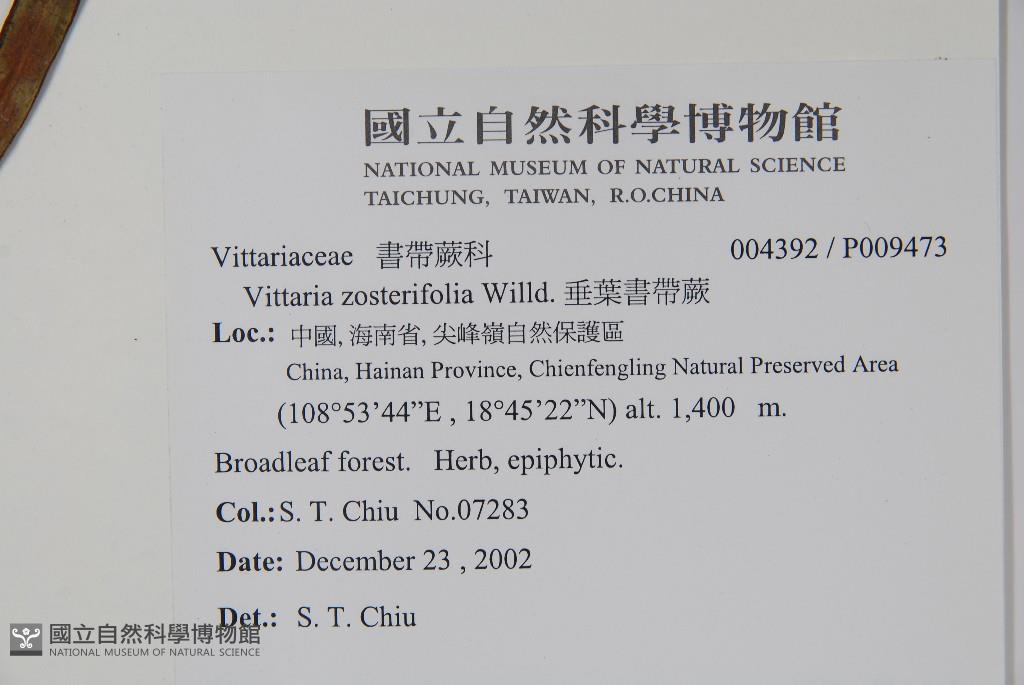 國立自然科學博物館
NATIONAL MUSEUM OF NATURAL SCIENCE
TAICHUNG, TAIWAN, R.O.CHINA
Vittariaceae 書帶蕨科 004392 / P009473
Vittaria zosterifolia Willd. 垂葉書帶蕨
Loc.: 中國, 海南省, 尖峰嶺自然保護區
China, Hainan Province, Chienfengling Natural Preserved Area
(108°53’44”E , 18°45’22”N) alt. 1,400 m.
Broadleaf forest. Herb, epiphytic.
Col.: S. T. Chiu No.07283
Date: December 23 , 2002
Det.: S. T. Chiu
國立自然科學博物館
NATIONAL MUSEUM OF NATURAL SCIENCE